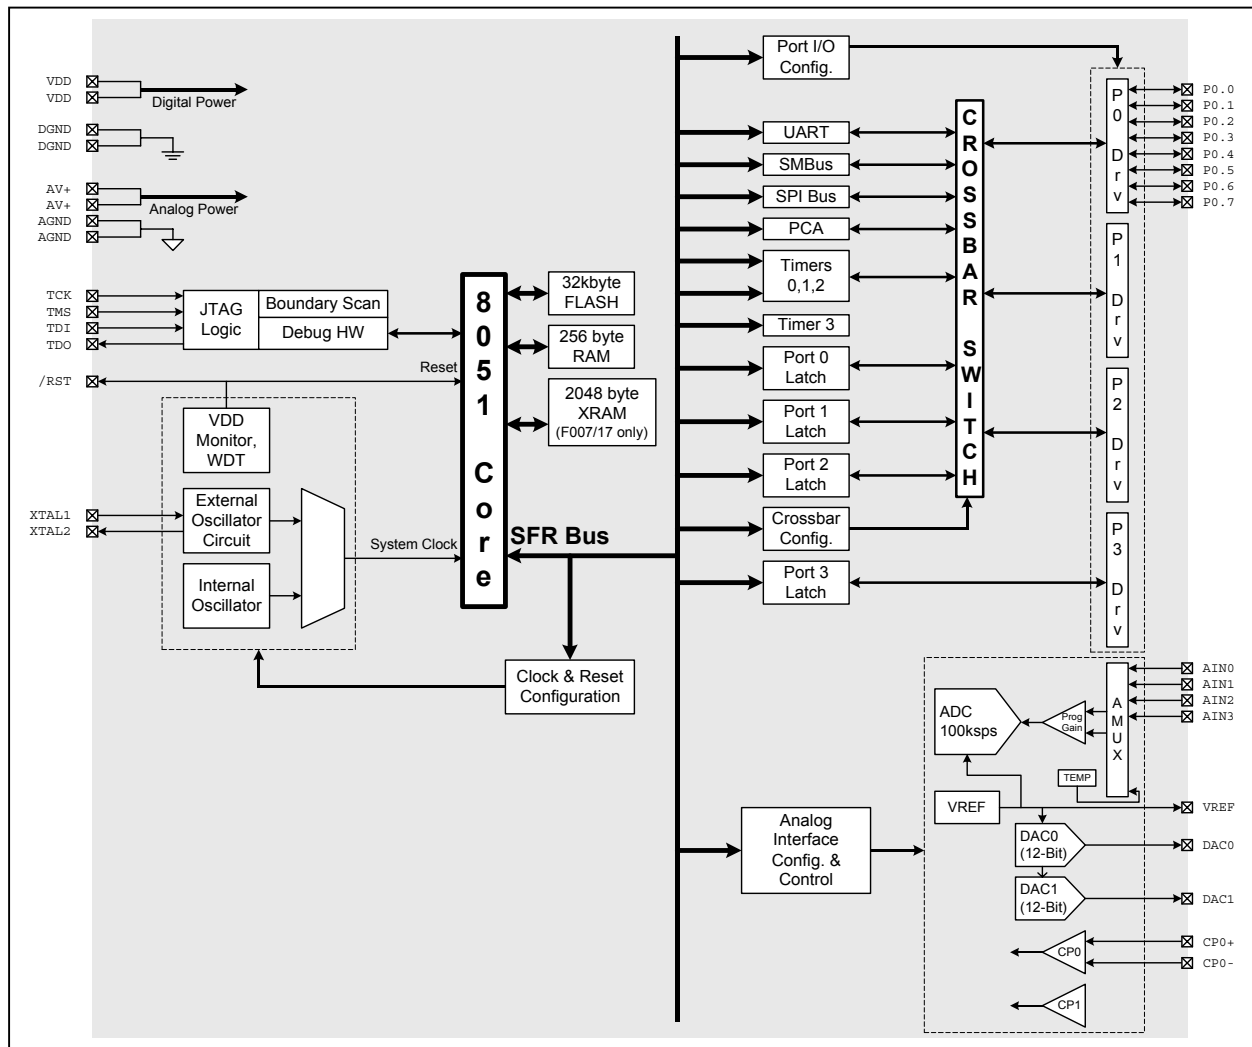 VDD
VDD
Digital Power
DGND
DGND
AV+
AV+
Analog Power
AGND
AGND
TCK
TMS
TDI
TDO
JTAG
Logic
Boundary Scan
Debug HW
/RST
Reset
VDD
Monitor,
WDT
XTAL1
XTAL2
External
Oscillator
Circuit
Internal
Oscillator
System Clock
8051 Core
32kbyte
FLASH
256 byte
RAM
2048 byte
XRAM
(F007/17 only)
SFR Bus
Clock & Reset
Configuration
Port I/O
Config.
UART
SMBus
SPI Bus
PCA
Timers
0,1,2
Timer 3
Port 0
Latch
Port 1
Latch
Port 2
Latch
Crossbar
Config.
Port 3
Latch
CROSSBAR SWITCH
P0 Drv
P1 Drv
P2 Drv
P3 Drv
P0.0
P0.1
P0.2
P0.3
P0.4
P0.5
P0.6
P0.7
Analog
Interface
Config. &
Control
ADC
100ksps
Prog
Gain
AMUX
TEMP
AIN0
AIN1
AIN2
AIN3
VREF
VREF
DAC0
(12-Bit)
DAC0
DAC1
(12-Bit)
DAC1
CP0
CP0+
CP0-
CP1